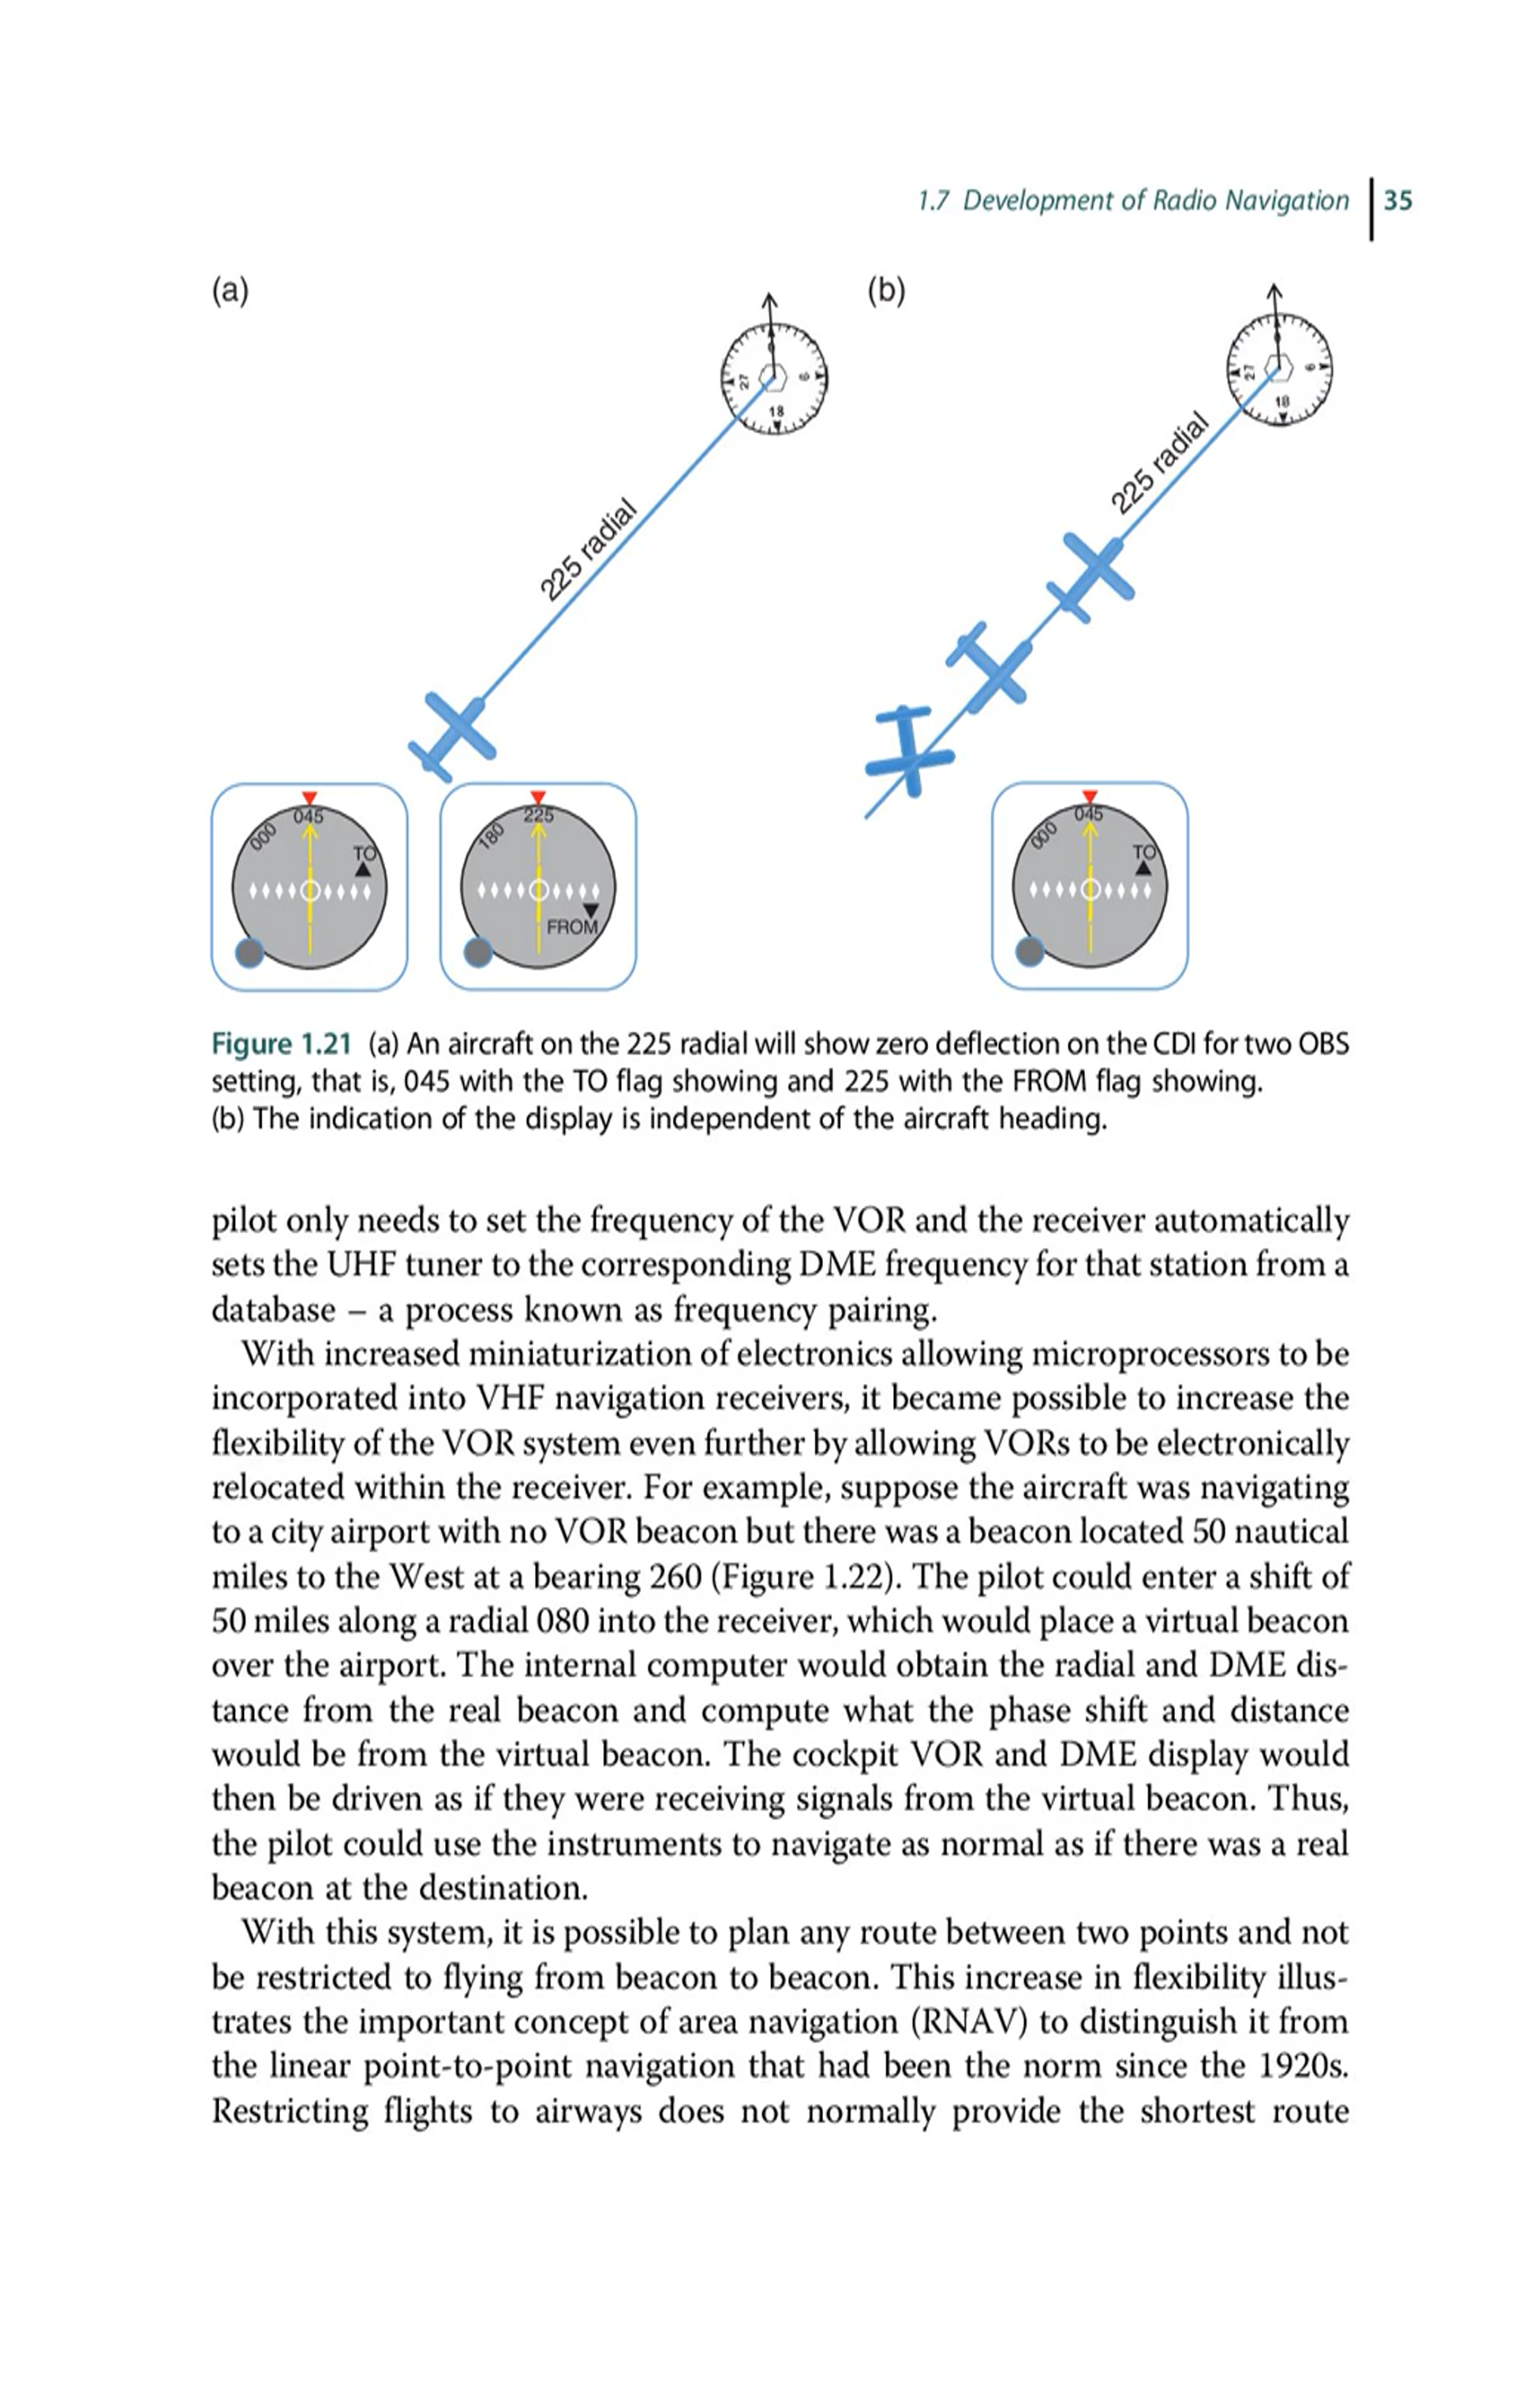 1.7 Development of Radio Navigation 35
(a)
(b)
0
27
6
18
225 radial
0
27
6
18
225 radial
045
000
TO
225
180
FROM
045
000
TO
Figure 1.21 (a) An aircraft on the 225 radial will show zero deflection on the CDI for two OBS
setting, that is, 045 with the TO flag showing and 225 with the FROM flag showing.
(b) The indication of the display is independent of the aircraft heading.
pilot only needs to set the frequency of the VOR and the receiver automatically
sets the UHF tuner to the corresponding DME frequency for that station from a
database – a process known as frequency pairing.
With increased miniaturization of electronics allowing microprocessors to be
incorporated into VHF navigation receivers, it became possible to increase the
flexibility of the VOR system even further by allowing VORs to be electronically
relocated within the receiver. For example, suppose the aircraft was navigating
to a city airport with no VOR beacon but there was a beacon located 50 nautical
miles to the West at a bearing 260 (Figure 1.22). The pilot could enter a shift of
50 miles along a radial 080 into the receiver, which would place a virtual beacon
over the airport. The internal computer would obtain the radial and DME dis-
tance from the real beacon and compute what the phase shift and distance
would be from the virtual beacon. The cockpit VOR and DME display would
then be driven as if they were receiving signals from the virtual beacon. Thus,
the pilot could use the instruments to navigate as normal as if there was a real
beacon at the destination.
With this system, it is possible to plan any route between two points and not
be restricted to flying from beacon to beacon. This increase in flexibility illus-
trates the important concept of area navigation (RNAV) to distinguish it from
the linear point-to-point navigation that had been the norm since the 1920s.
Restricting flights to airways does not normally provide the shortest route